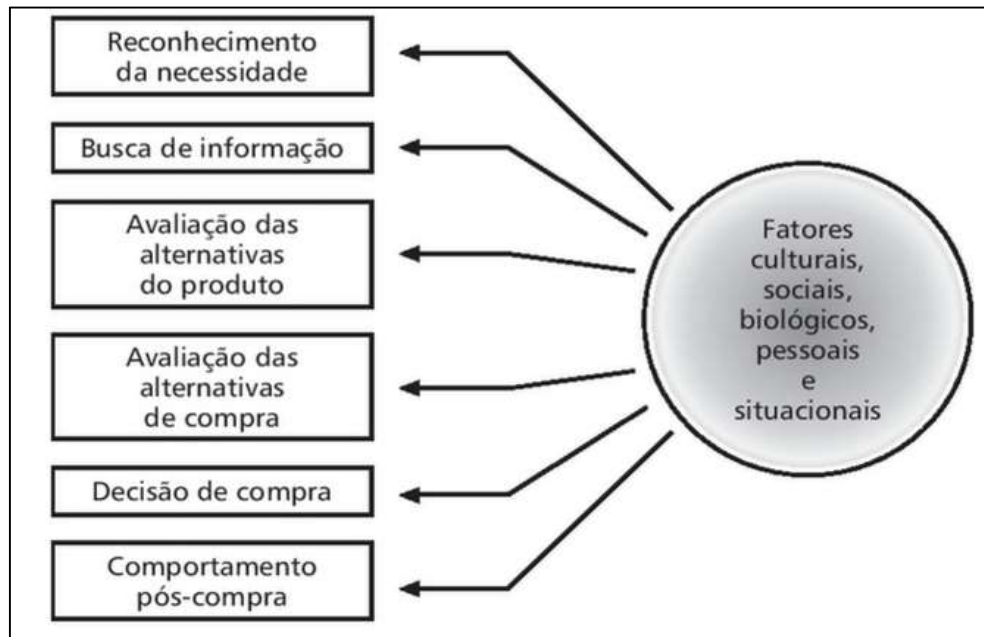 Reconhecimento
da necessidade
Busca de informação
Avaliação das
alternativas
do produto
Avaliação das
alternativas
de compra
Decisão de compra
Comportamento
pós-compra
Fatores
culturais,
sociais,
biológicos,
pessoais
e
situacionais